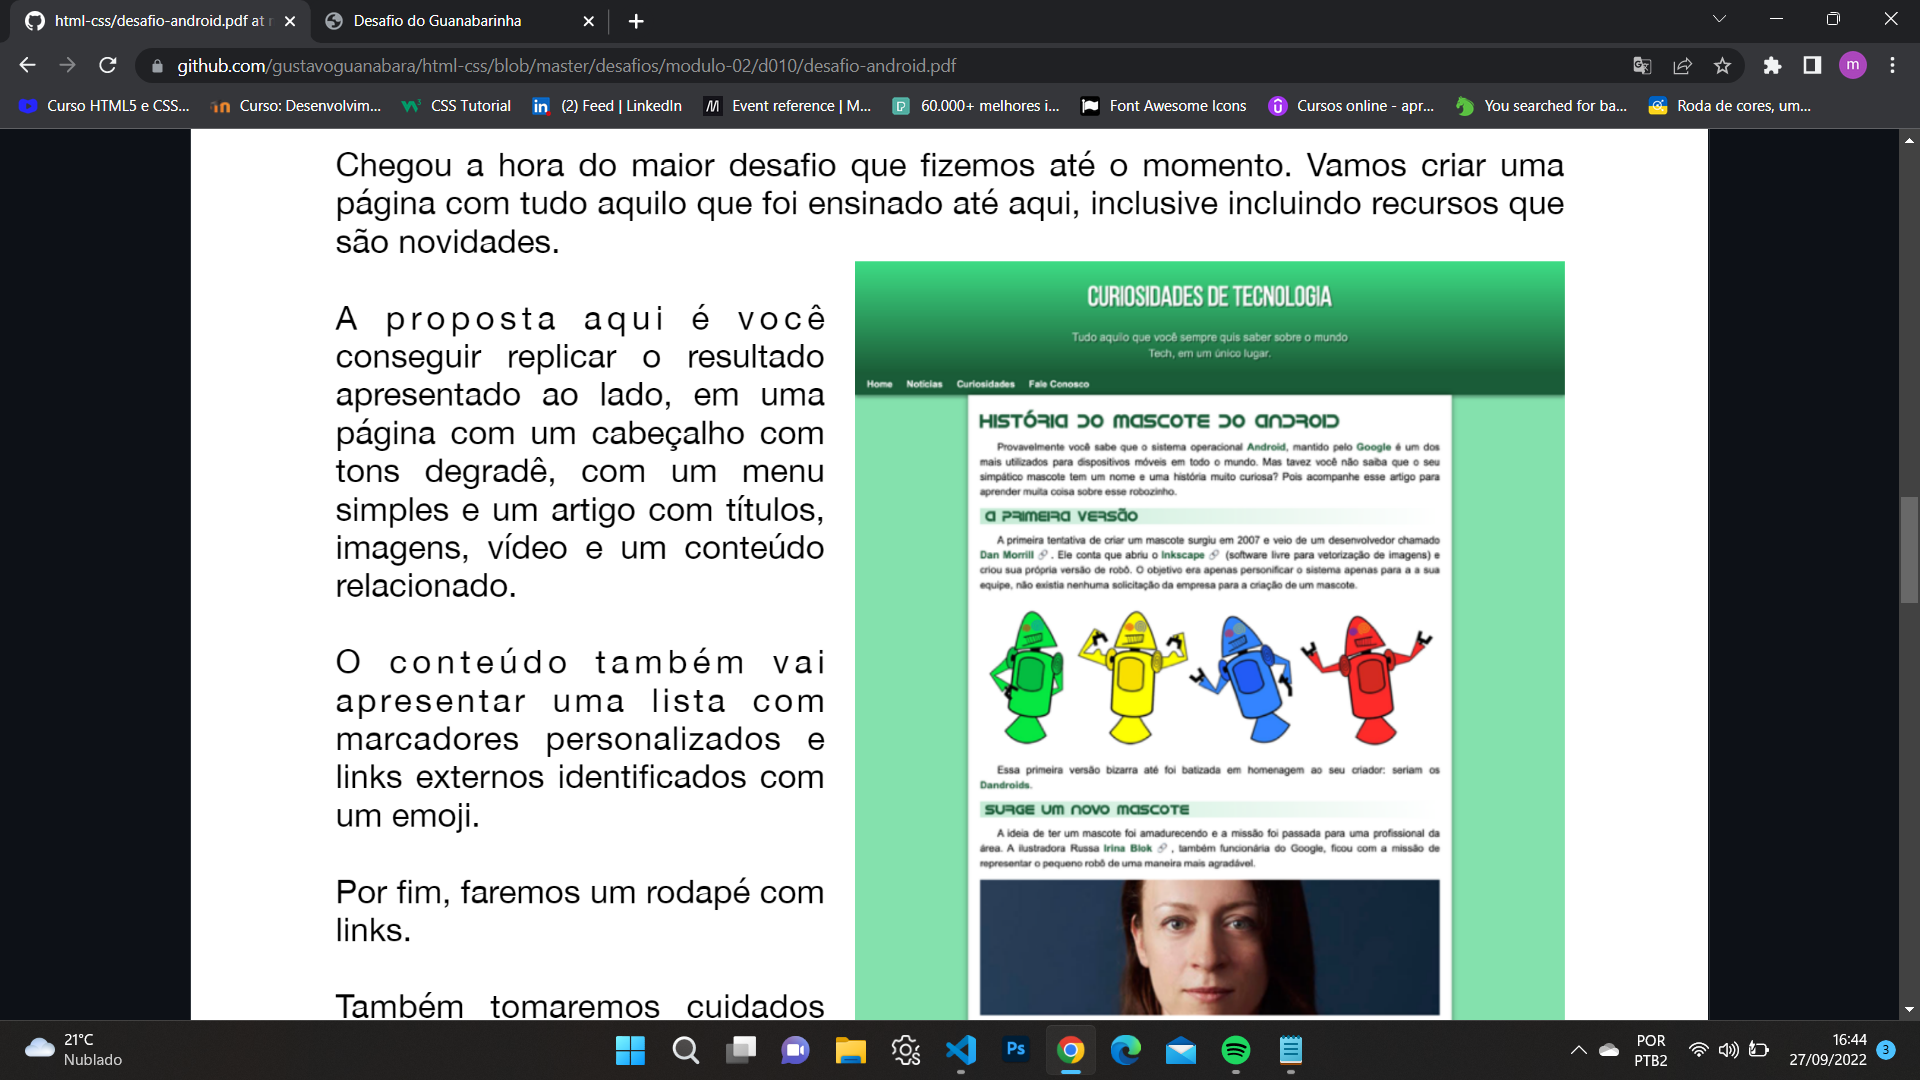 html-css/desafio-android.pdf at
Desafio do Guanabarinha
github.com/gustavoguanabara/html-css/blob/master/desafios/modulo-02/d010/desafio-android.pdf
m
Curso HTML5 e CSS...
Curso: Desenvolvim...
CSS Tutorial
(2) Feed | LinkedIn
Event reference | M...
60.000+ melhores i...
Font Awesome Icons
Cursos online - apr...
You searched for ba...
Roda de cores, um...
Chegou a hora do maior desafio que fizemos até o momento. Vamos criar uma
página com tudo aquilo que foi ensinado até aqui, inclusive incluindo recursos que
são novidades.
A proposta aqui é você
conseguir replicar o resultado
apresentado ao lado, em uma
página com um cabeçalho com
tons degradê, com um menu
simples e um artigo com títulos,
imagens, vídeo e um conteúdo
relacionado.
O conteúdo também vai
apresentar uma lista com
marcadores personalizados e
links externos identificados com
um emoji.
Por fim, faremos um rodapé com
links.
Também tomaremos cuidados
CURIOSIDADES DE TECNOLOGIA
Tudo aquilo que você sempre quis saber sobre o mundo
Tech, em um único lugar.
Home Notícias Curiosidades Fale Conosco
HISTÓRIA DO MASCOTE DO ANDROID
Provavelmente você sabe que o sistema operacional Android, mantido pelo Google é um dos
mais utilizados para dispositivos móveis em todo o mundo. Mas tavez você não saiba que o seu
simpático mascote tem um nome e uma história muito curiosa? Pois acompanhe esse artigo para
aprender muita coisa sobre esse robozinho.
A PRIMEIRA VERSÃO
A primeira tentativa de criar um mascote surgiu em 2007 e veio de um desenvolvedor chamado
Dan Morrill 🔗 . Ele conta que abriu o Inkscape 🔗 (software livre para vetorização de imagens) e
criou sua própria versão de robô. O objetivo era apenas personificar o sistema apenas para a a sua
equipe, não existia nenhuma solicitação da empresa para a criação de um mascote.
Essa primeira versão bizarra até foi batizada em homenagem ao seu criador: seriam os
Dandroids.
SURGE UM NOVO MASCOTE
A ideia de ter um mascote foi amadurecendo e a missão foi passada para uma profissional da
área. A ilustradora Russa Irina Blok 🔗 , também funcionária do Google, ficou com a missão de
representar o pequeno robô de uma maneira mais agradável.
21°C
Nublado
Ps
POR
PTB2
16:44
27/09/2022
3